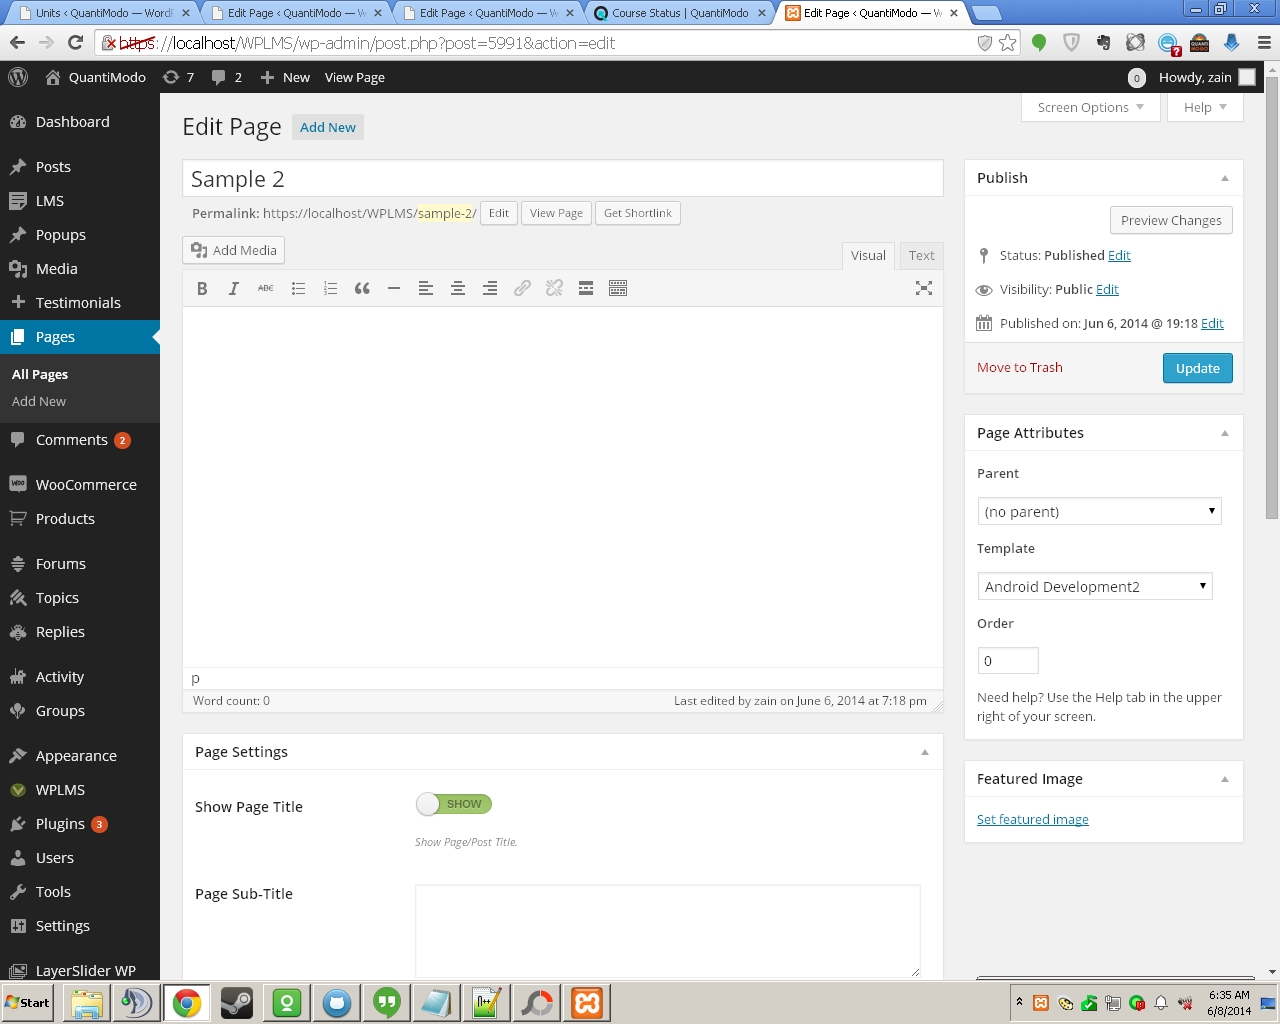 Units ‹ QuantiModo — WordP
Edit Page ‹ QuantiModo — W
Edit Page ‹ QuantiModo — W
Course Status | QuantiModo
Edit Page ‹ QuantiModo — W
https://localhost/WPLMS/wp-admin/post.php?post=5991&action=edit
QuantiModo 7 2 New View Page 0 Howdy, zain
Screen Options Help
Dashboard
Posts
LMS
Popups
Media
Testimonials
Pages
All Pages
Add New
Comments 2
WooCommerce
Products
Forums
Topics
Replies
Activity
Groups
Appearance
WPLMS
Plugins 3
Users
Tools
Settings
LayerSlider WP
Edit Page Add New
Sample 2
Permalink: https://localhost/WPLMS/sample-2/ Edit View Page Get Shortlink
Add Media
Visual Text
B I ABC
p
Word count: 0 Last edited by zain on June 6, 2014 at 7:18 pm
Page Settings
Show Page Title SHOW
Show Page/Post Title.
Page Sub-Title
Publish
Preview Changes
Status: Published Edit
Visibility: Public Edit
Published on: Jun 6, 2014 @ 19:18 Edit
Move to Trash Update
Page Attributes
Parent
(no parent)
Template
Android Development2
Order
0
Need help? Use the Help tab in the upper
right of your screen.
Featured Image
Set featured image
Start
6:35 AM
6/8/2014